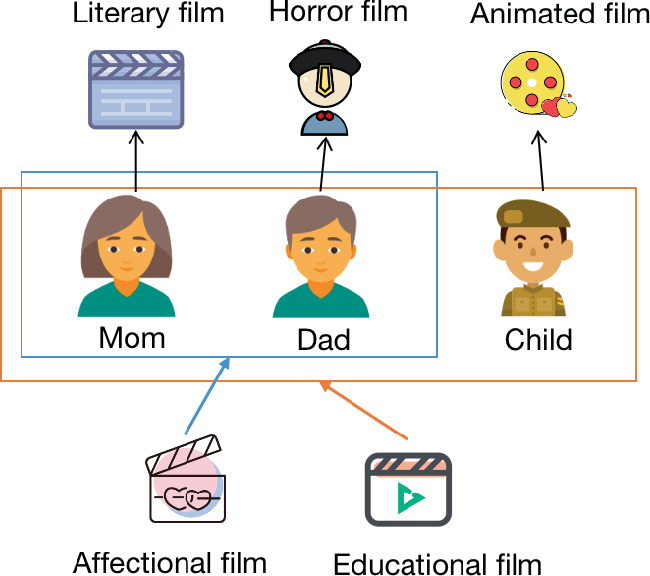 Literary film
Horror film
Animated film
Mom
Dad
Child
Affectional film
Educational film